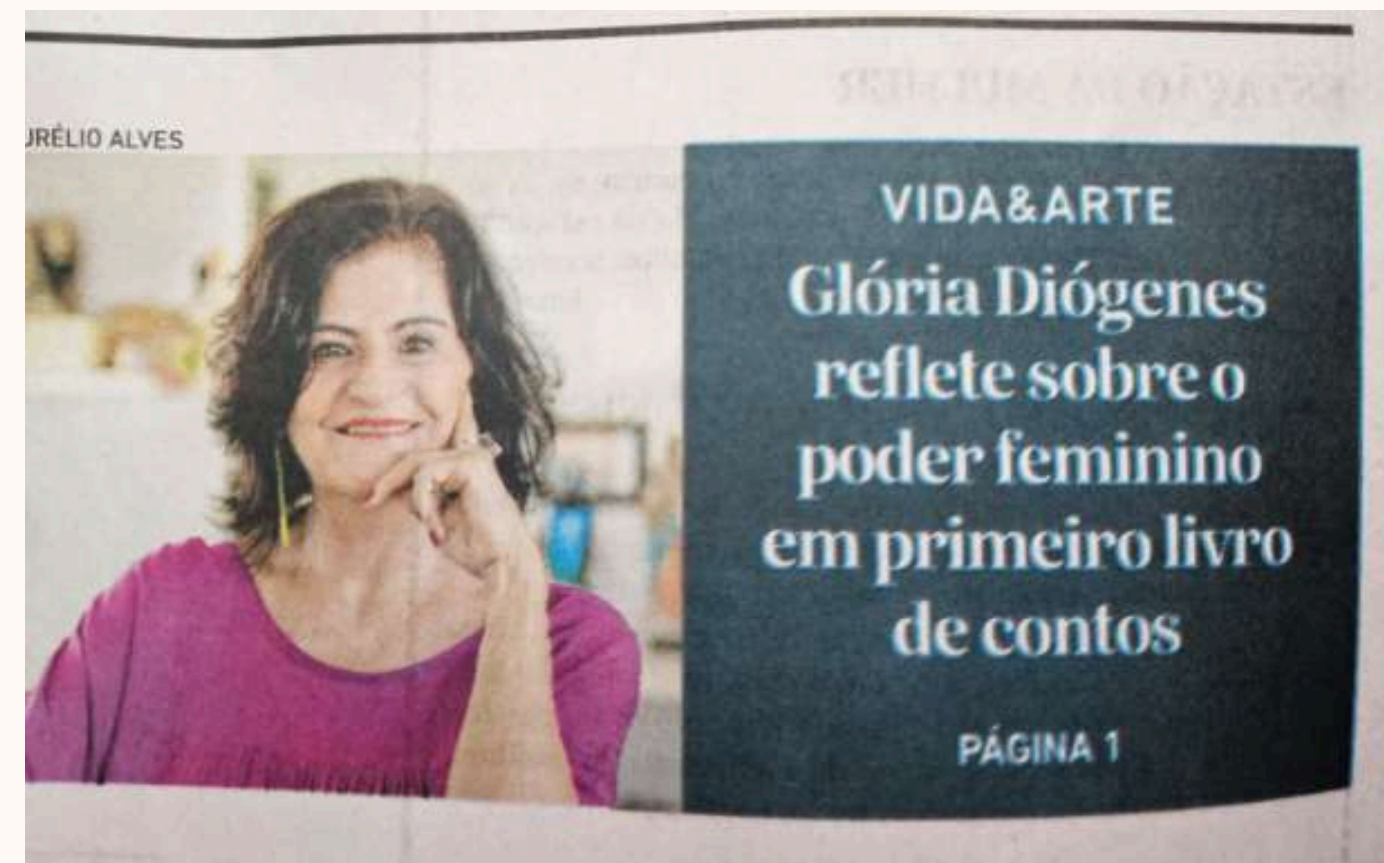 URÉLIO ALVES
VIDA&ARTE
Glória Diógenes
reflete sobre o
poder feminino
em primeiro livro
de contos
PÁGINA 1